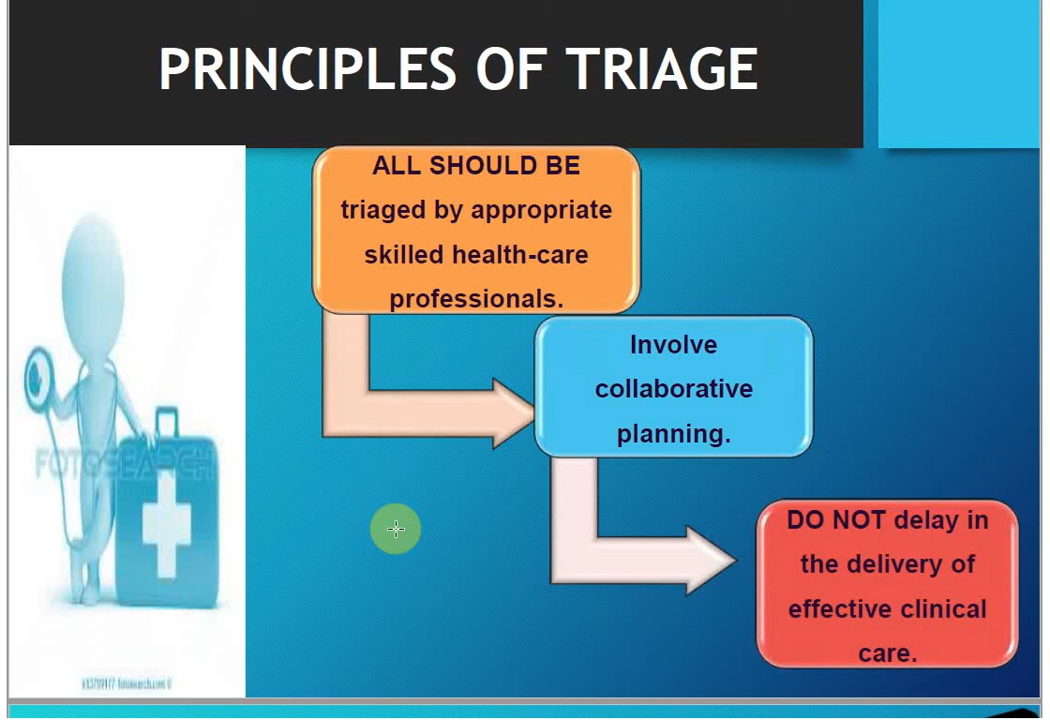 PRINCIPLES OF TRIAGE
ALL SHOULD BE
triaged by appropriate
skilled health-care
professionals.
Involve
collaborative
planning.
DO NOT delay in
the delivery of
effective clinical
care.
FOTOSEARCH